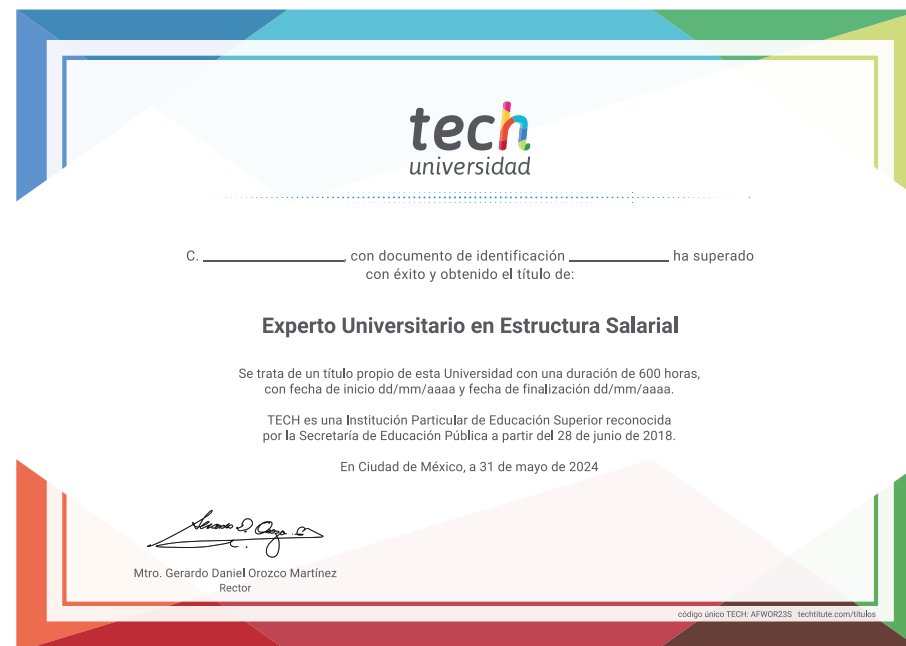 tech
universidad
C. ____________, con documento de identificación ____________ ha superado
con éxito y obtenido el título de:
Experto Universitario en Estructura Salarial
Se trata de un título propio de esta Universidad con una duración de 600 horas,
con fecha de inicio dd/mm/aaaa y fecha de finalización dd/mm/aaaa.
TECH es una Institución Particular de Educación Superior reconocida
por la Secretaría de Educación Pública a partir del 28 de junio de 2018.
En Ciudad de México, a 31 de mayo de 2024
Mtro. Gerardo Daniel Orozco Martínez
Rector
código único TECH: AFWOR23S techtitute.com/titulos